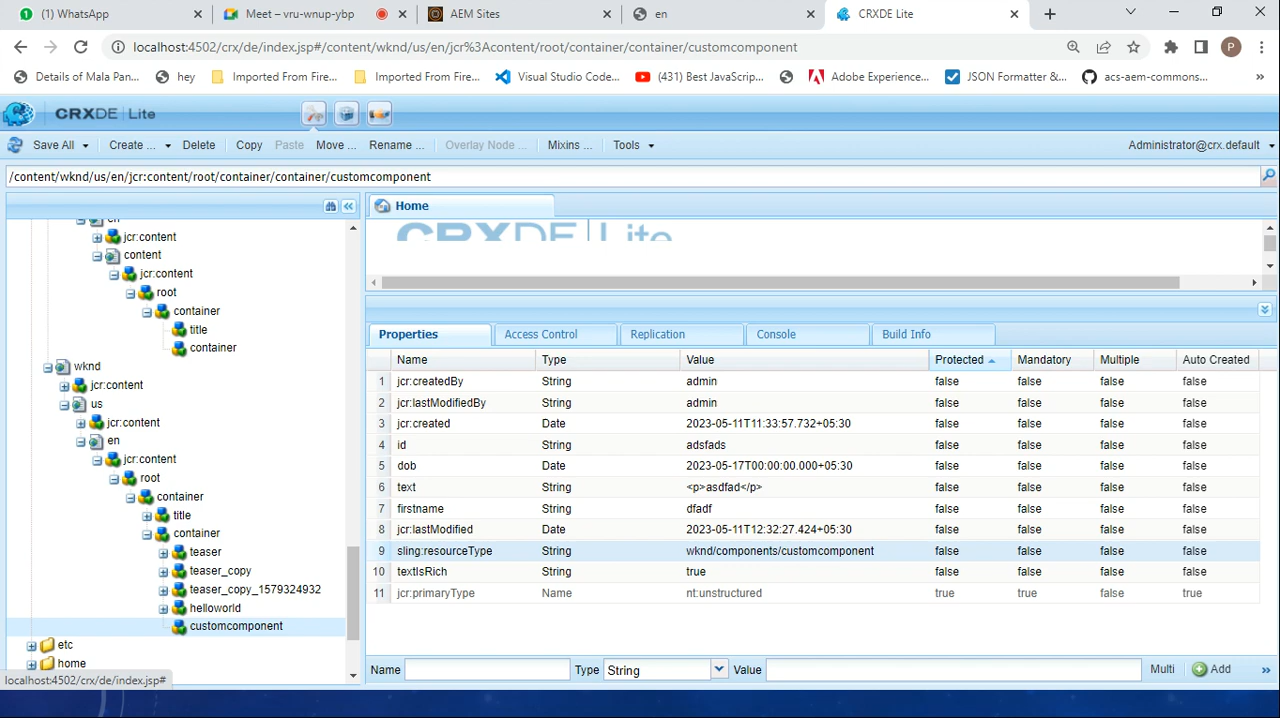 (1) WhatsApp
Meet – vru-wnup-ybp
AEM Sites
en
CRXDE Lite
localhost:4502/crx/de/index.jsp#/content/wknd/us/en/jcr%3Acontent/root/container/container/customcomponent
P
Details of Mala Pan... hey Imported From Fire... Imported From Fire... Visual Studio Code... (431) Best JavaScrip... Adobe Experience... JSON Formatter &... acs-aem-commons... »
CRXDE | Lite
Save All Create ... Delete Copy Paste Move ... Rename ... Overlay Node ... Mixins ... Tools Administrator@crx.default
/content/wknd/us/en/jcr:content/root/container/container/customcomponent
Home
CRXDE | Lite
en
jcr:content
content
jcr:content
root
container
title
container
wknd
jcr:content
us
jcr:content
en
jcr:content
root
container
title
container
teaser
teaser_copy
teaser_copy_1579324932
helloworld
customcomponent
etc
home
localhost:4502/crx/de/index.jsp#
Properties Access Control Replication Console Build Info
Name Type Value Protected Mandatory Multiple Auto Created
1 jcr:createdBy String admin false false false false
2 jcr:lastModifiedBy String admin false false false false
3 jcr:created Date 2023-05-11T11:33:57.732+05:30 false false false false
4 id String adsfads false false false false
5 dob Date 2023-05-17T00:00:00.000+05:30 false false false false
6 text String <p>asdfad</p> false false false false
7 firstname String dfadf false false false false
8 jcr:lastModified Date 2023-05-11T12:32:27.424+05:30 false false false false
9 sling:resourceType String wknd/components/customcomponent false false false false
10 textIsRich String true false false false false
11 jcr:primaryType Name nt:unstructured true true false true
Name Type String Value Multi Add »